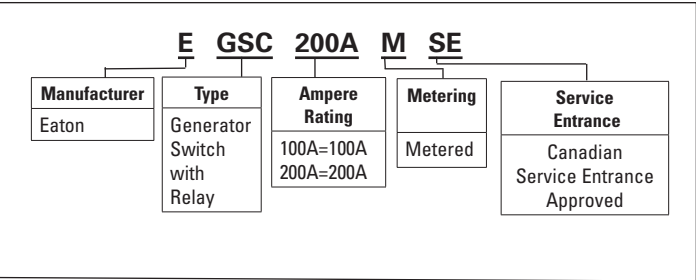 E GSC 200A M SE
Manufacturer
Eaton
Type
Generator
Switch
with
Relay
Ampere
Rating
100A=100A
200A=200A
Metering
Metered
Service
Entrance
Canadian
Service Entrance
Approved